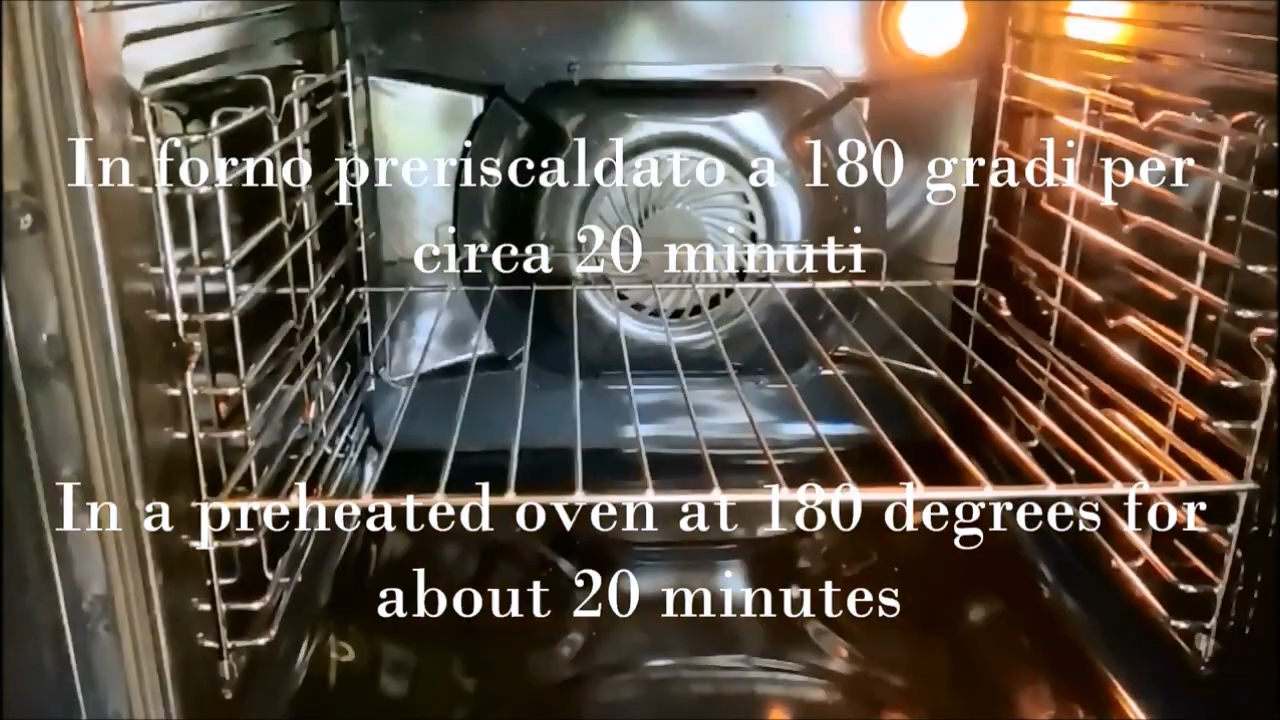 In forno preriscaldato a 180 gradi per
circa 20 minuti
In a preheated oven at 180 degrees for
about 20 minutes